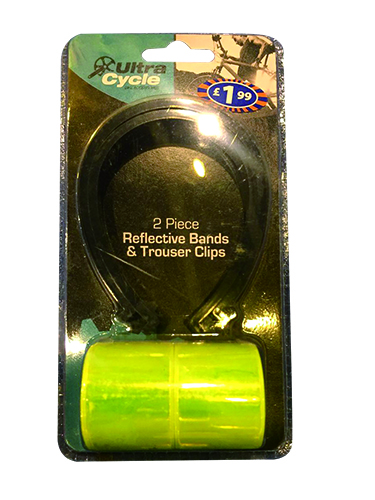 Ultra
Cycle
£1.99
2 Piece
Reflective Bands
& Trouser Clips